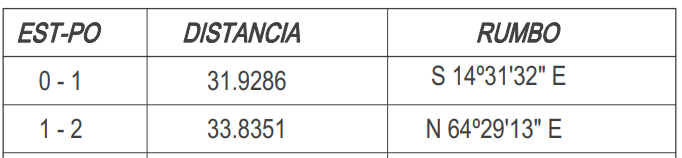 EST-PO DISTANCIA RUMBO
0 - 1 31.9286 S 14º31'32" E
1 - 2 33.8351 N 64º29'13" E